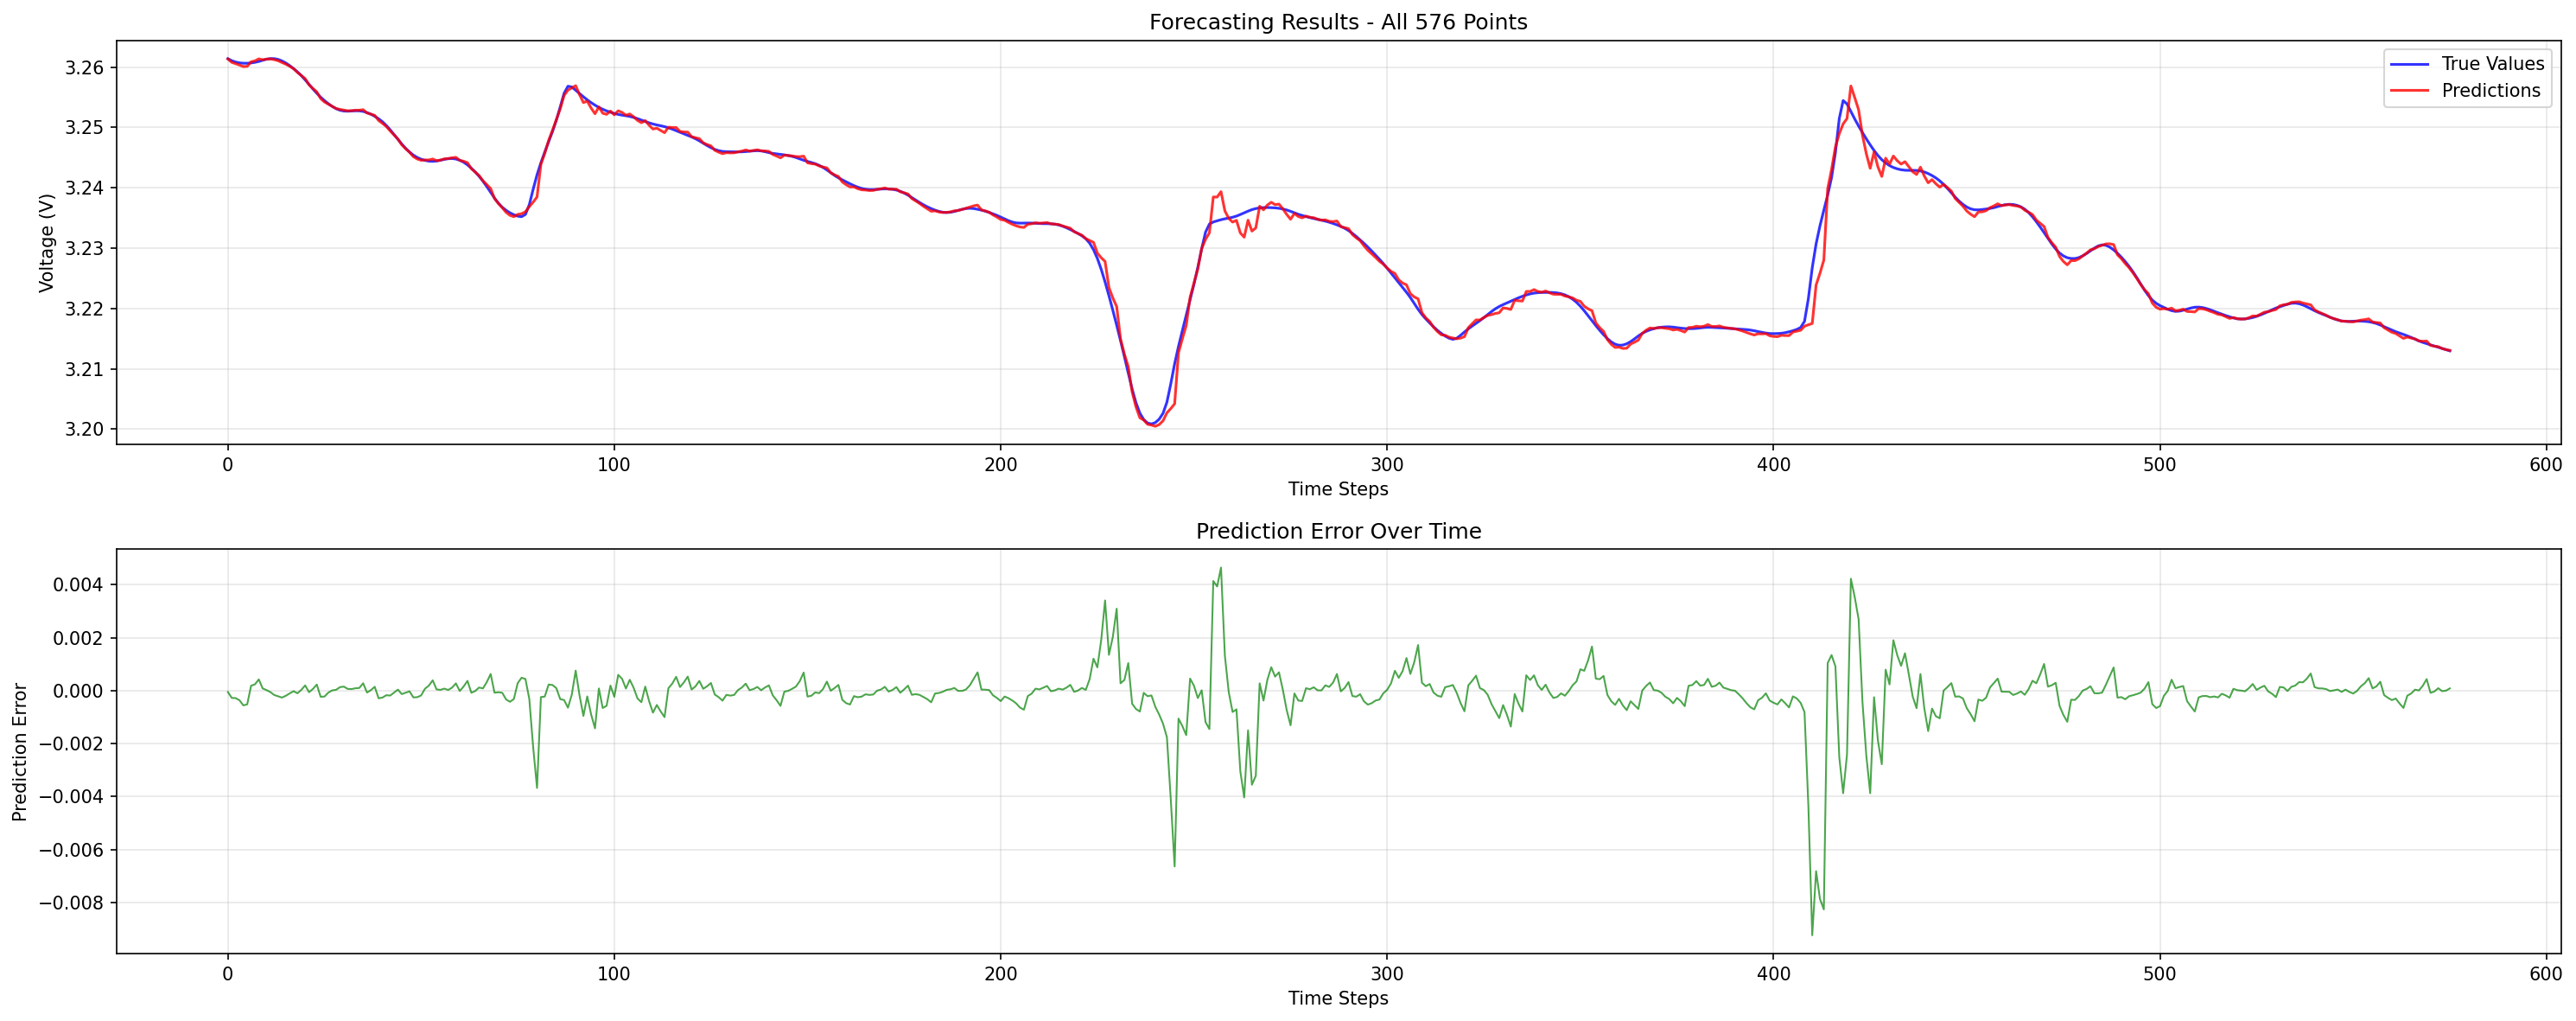 Forecasting Results - All 576 Points
True Values
Predictions
Voltage (V)
3.26
3.25
3.24
3.23
3.22
3.21
3.20
0 100 200 300 400 500 600
Time Steps
Prediction Error Over Time
Prediction Error
0.004
0.002
0.000
−0.002
−0.004
−0.006
−0.008
0 100 200 300 400 500 600
Time Steps